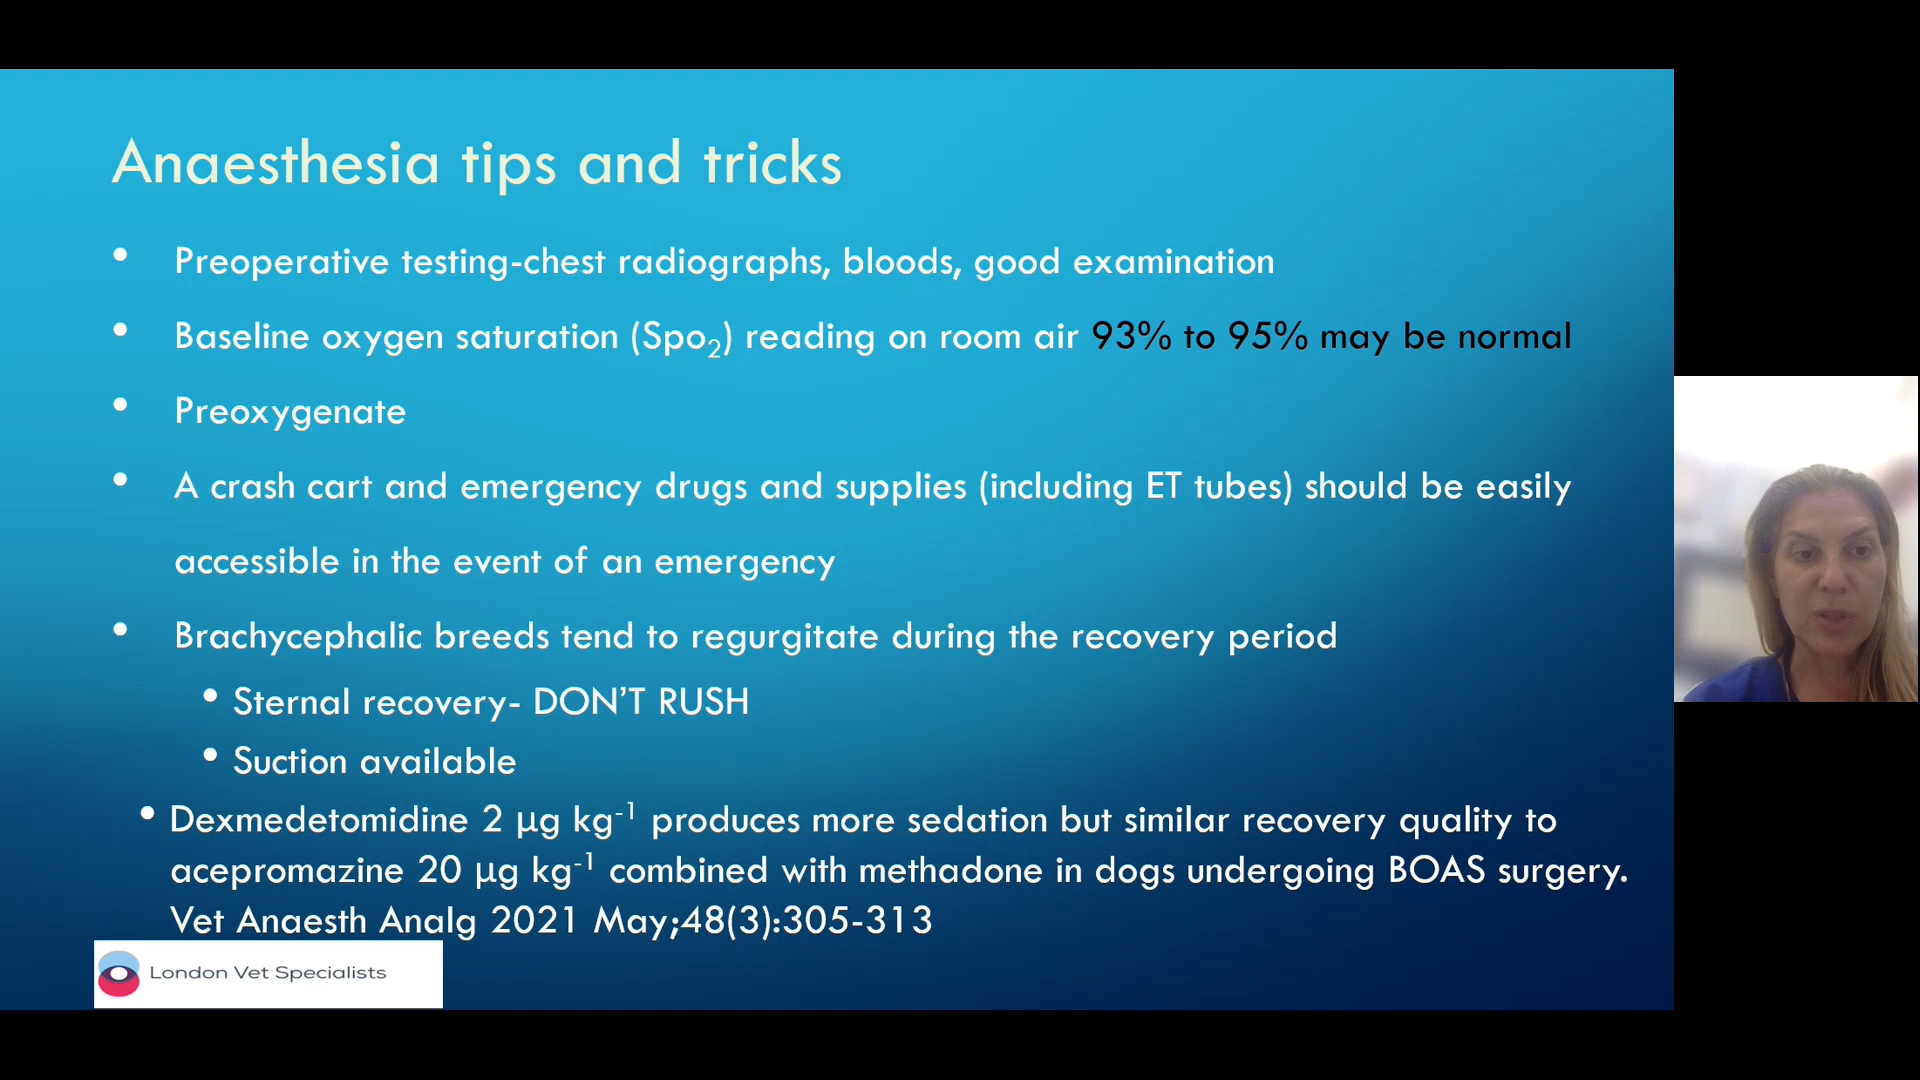 Anaesthesia tips and tricks
• Preoperative testing-chest radiographs, bloods, good examination
• Baseline oxygen saturation (Spo₂) reading on room air 93% to 95% may be normal
• Preoxygenate
• A crash cart and emergency drugs and supplies (including ET tubes) should be easily
accessible in the event of an emergency
• Brachycephalic breeds tend to regurgitate during the recovery period
• Sternal recovery- DON’T RUSH
• Suction available
• Dexmedetomidine 2 μg kg⁻¹ produces more sedation but similar recovery quality to
acepromazine 20 μg kg⁻¹ combined with methadone in dogs undergoing BOAS surgery.
Vet Anaesth Analg 2021 May;48(3):305-313
London Vet Specialists